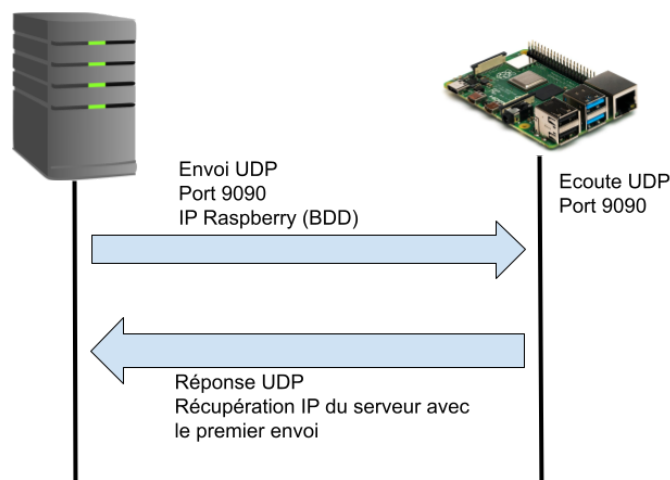 Envoi UDP
Port 9090
IP Raspberry (BDD)
Ecoute UDP
Port 9090
Réponse UDP
Récupération IP du serveur avec
le premier envoi